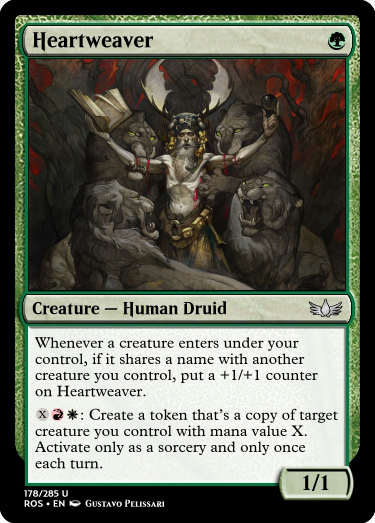 Heartweaver
Creature — Human Druid
Whenever a creature enters under your
control, if it shares a name with another
creature you control, put a +1/+1 counter
on Heartweaver.
X: Create a token that's a copy of target
creature you control with mana value X.
Activate only as a sorcery and only once
each turn.
1/1
178/285 U
ROS • EN Gustavo Pelissari